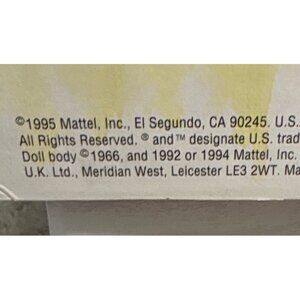 ©1995 Mattel, Inc., El Segundo, CA 90245. U.S.
All Rights Reserved. ® and ™ designate U.S. trad
Doll body ©1966, and 1992 or 1994 Mattel, Inc.
U.K. Ltd., Meridian West, Leicester LE3 2WT. Ma